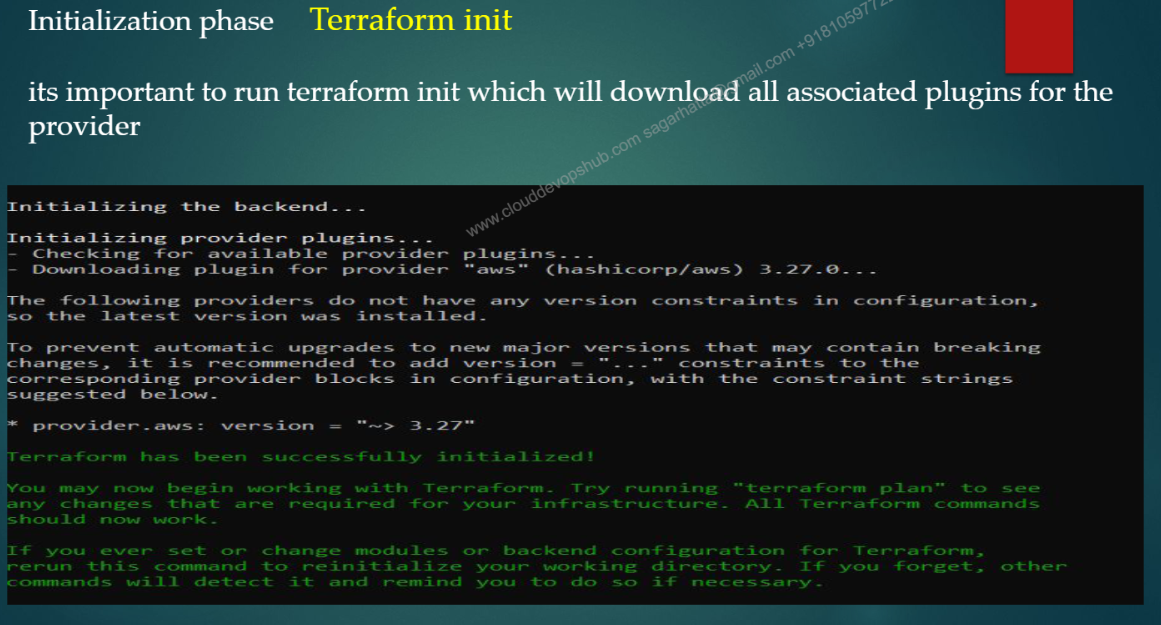 Initialization phase Terraform init
its important to run terraform init which will download all associated plugins for the
provider
www.clouddevopshub.com
Initializing the backend...
Initializing provider plugins...
- Checking for available provider plugins...
- Downloading plugin for provider "aws" (hashicorp/aws) 3.27.0...
The following providers do not have any version constraints in configuration,
so the latest version was installed.
To prevent automatic upgrades to new major versions that may contain breaking
changes, it is recommended to add version = "..." constraints to the
corresponding provider blocks in configuration, with the constraint strings
suggested below.
* provider.aws: version = "~> 3.27"
Terraform has been successfully initialized!
You may now begin working with Terraform. Try running "terraform plan" to see
any changes that are required for your infrastructure. All Terraform commands
should now work.
If you ever set or change modules or backend configuration for Terraform,
rerun this command to reinitialize your working directory. If you forget, other
commands will detect it and remind you to do so if necessary.